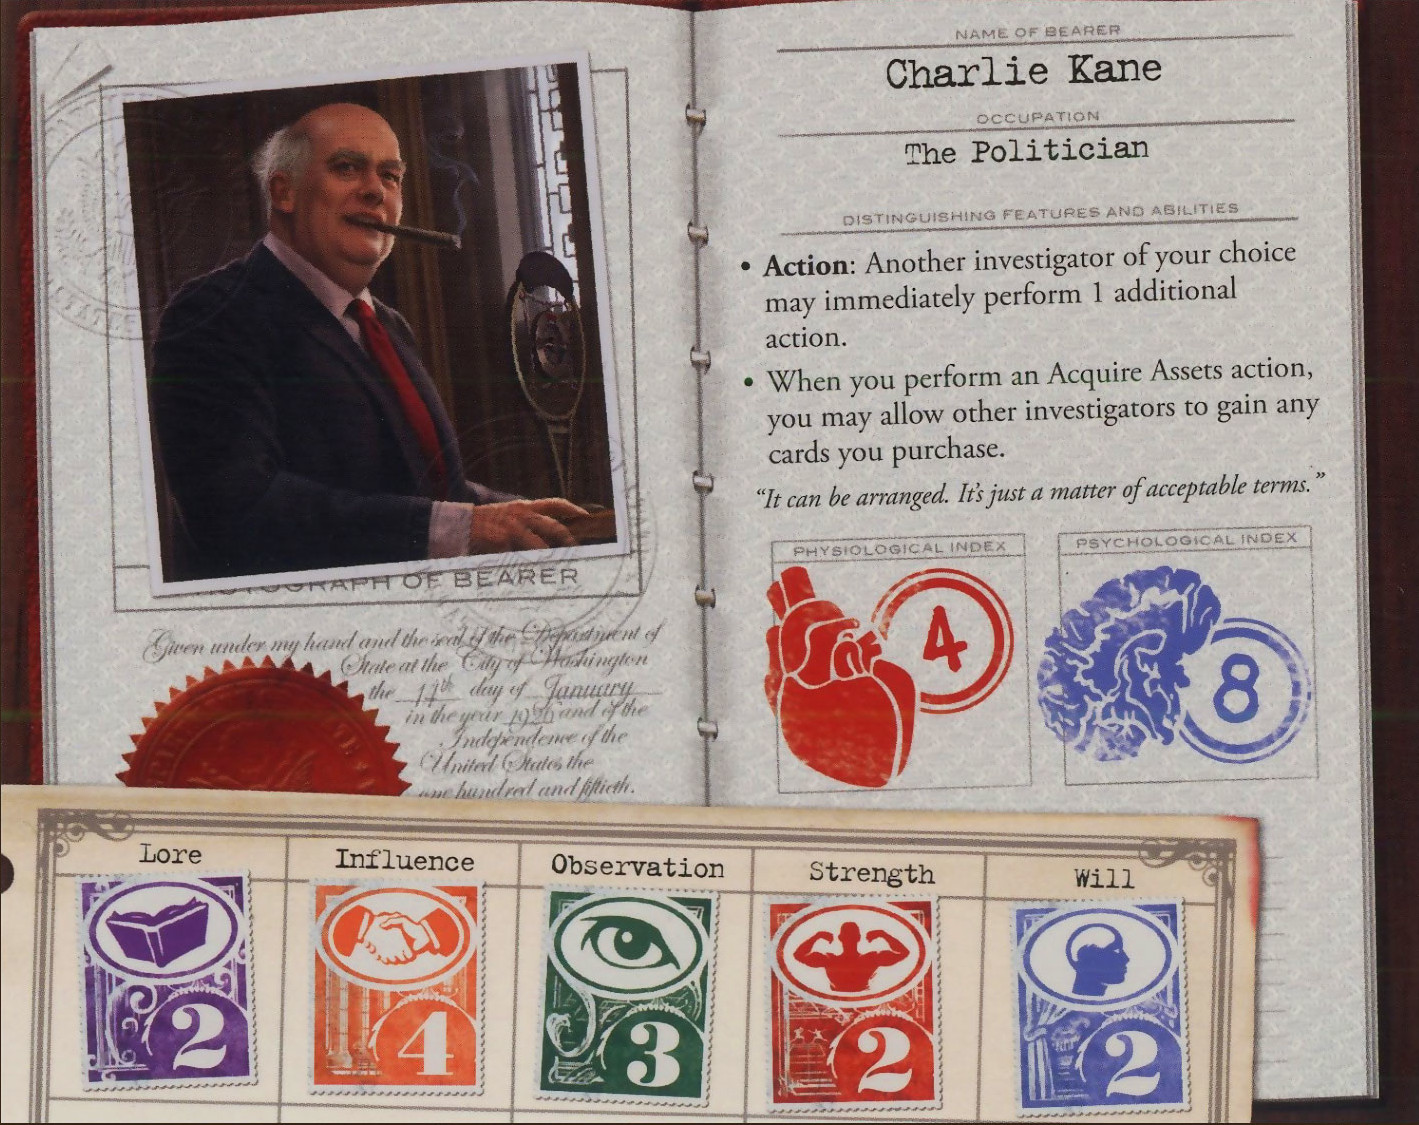 NAME OF BEARER
Charlie Kane
OCCUPATION
The Politician
DISTINGUISHING FEATURES AND ABILITIES
• Action: Another investigator of your choice
may immediately perform 1 additional
action.
• When you perform an Acquire Assets action,
you may allow other investigators to gain any
cards you purchase.
“It can be arranged. It’s just a matter of acceptable terms.”
PHYSIOLOGICAL INDEX
4
PSYCHOLOGICAL INDEX
8
OF BEARER
Given under my hand and the seal of the Department of
State at the City of Washington
the day of January
in the year 1926 and of the
Independence of the
United States the
one hundred and fiftieth.
Lore
2
Influence
4
Observation
3
Strength
2
Will
2